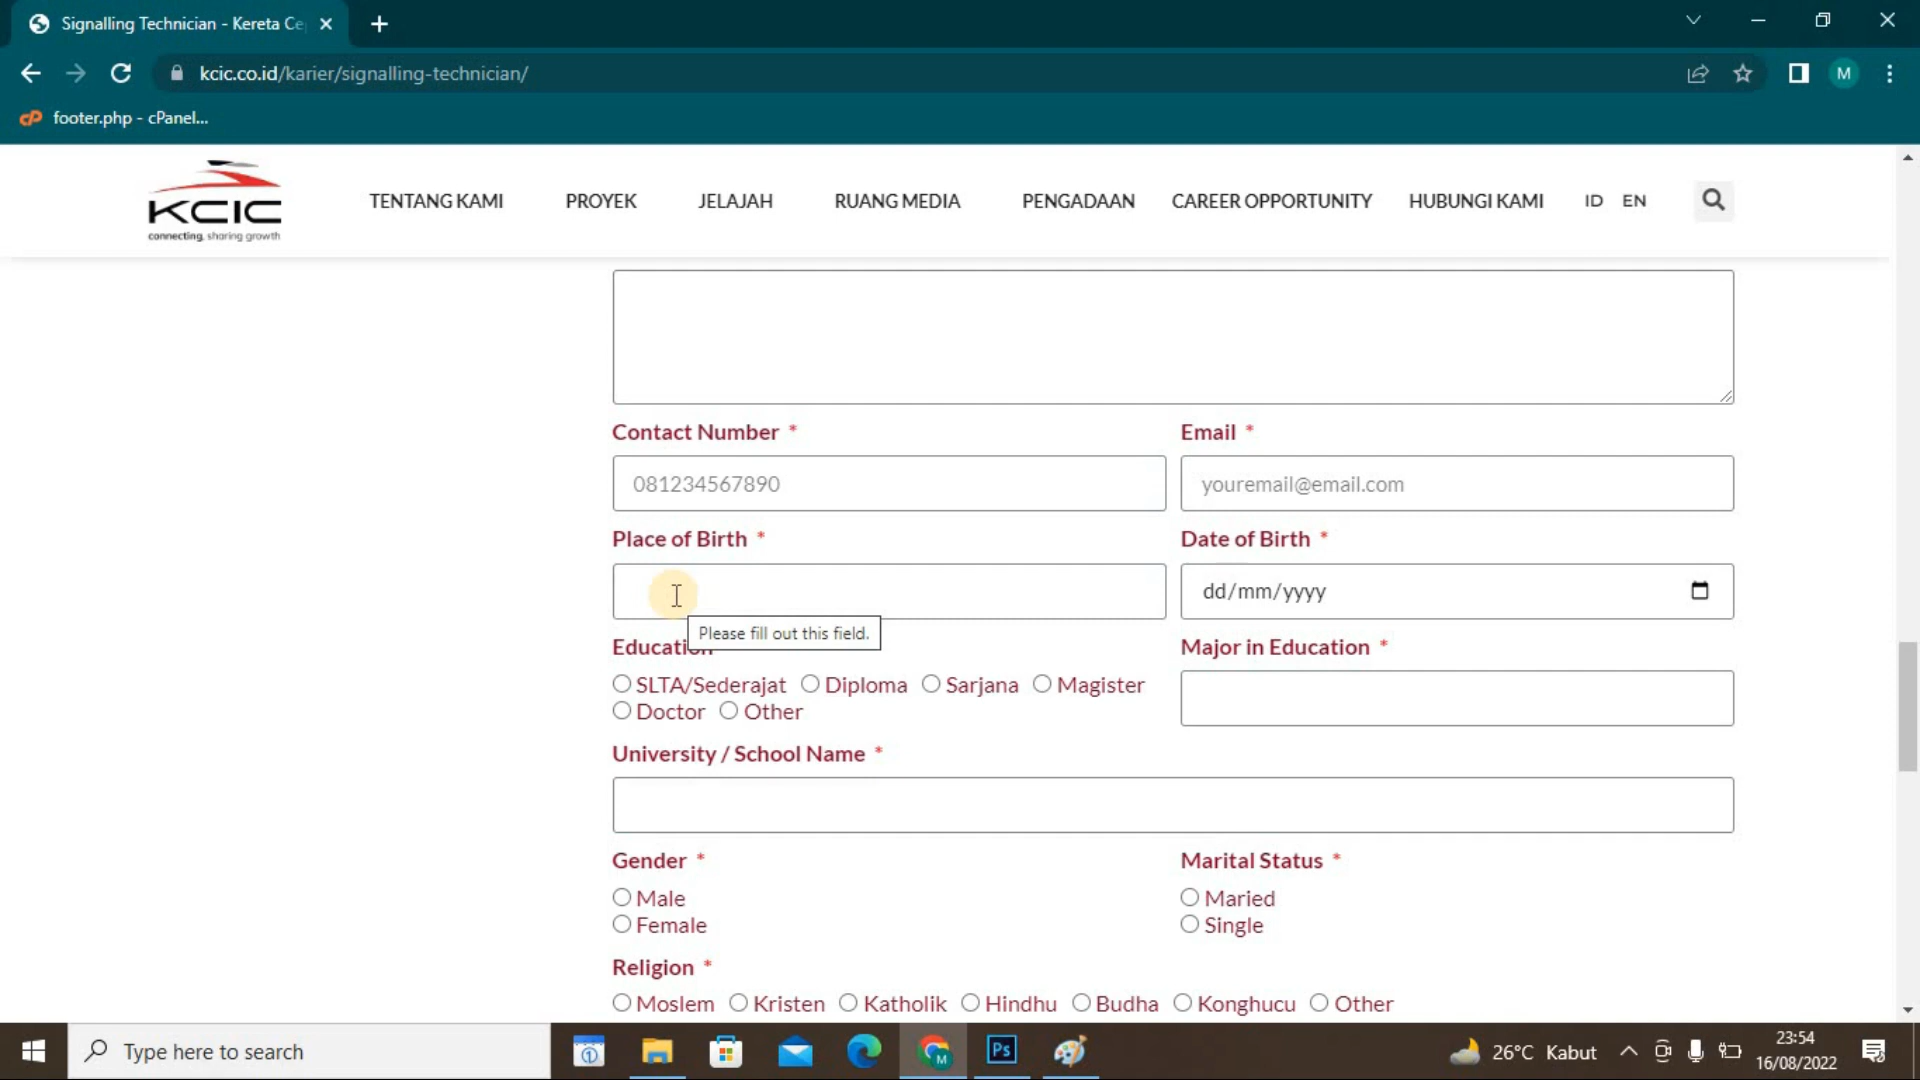 Signalling Technician - Kereta Ce
kcic.co.id/karier/signalling-technician/
M
cP footer.php - cPanel...
KCIC
connecting, sharing growth
TENTANG KAMI PROYEK JELAJAH RUANG MEDIA PENGADAAN CAREER OPPORTUNITY HUBUNGI KAMI ID EN
Contact Number * Email *
081234567890 youremail@email.com
Place of Birth * Date of Birth *
dd/mm/yyyy
Please fill out this field.
Education Major in Education *
SLTA/Sederajat Diploma Sarjana Magister
Doctor Other
University / School Name *
Gender * Marital Status *
Male Maried
Female Single
Religion *
Moslem Kristen Katholik Hindhu Budha Konghucu Other
Type here to search
Ps
26°C Kabut
23:54
16/08/2022